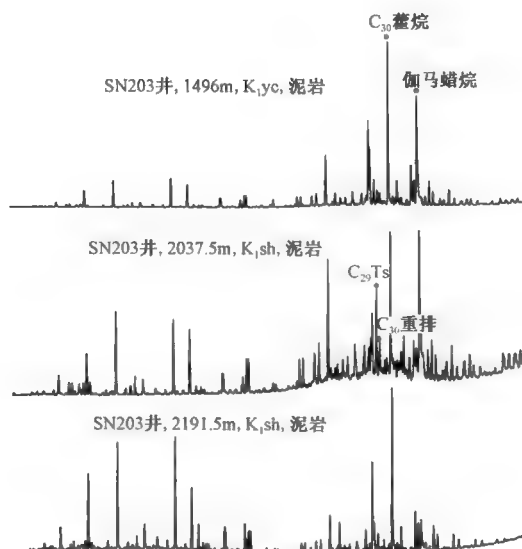 C₃₀藿烷
伽马蜡烷
SN203井, 1496m, K₁yc, 泥岩
SN203井, 2037.5m, K₁sh, 泥岩
C₂₉Ts
C₃₀重排
SN203井, 2191.5m, K₁sh, 泥岩